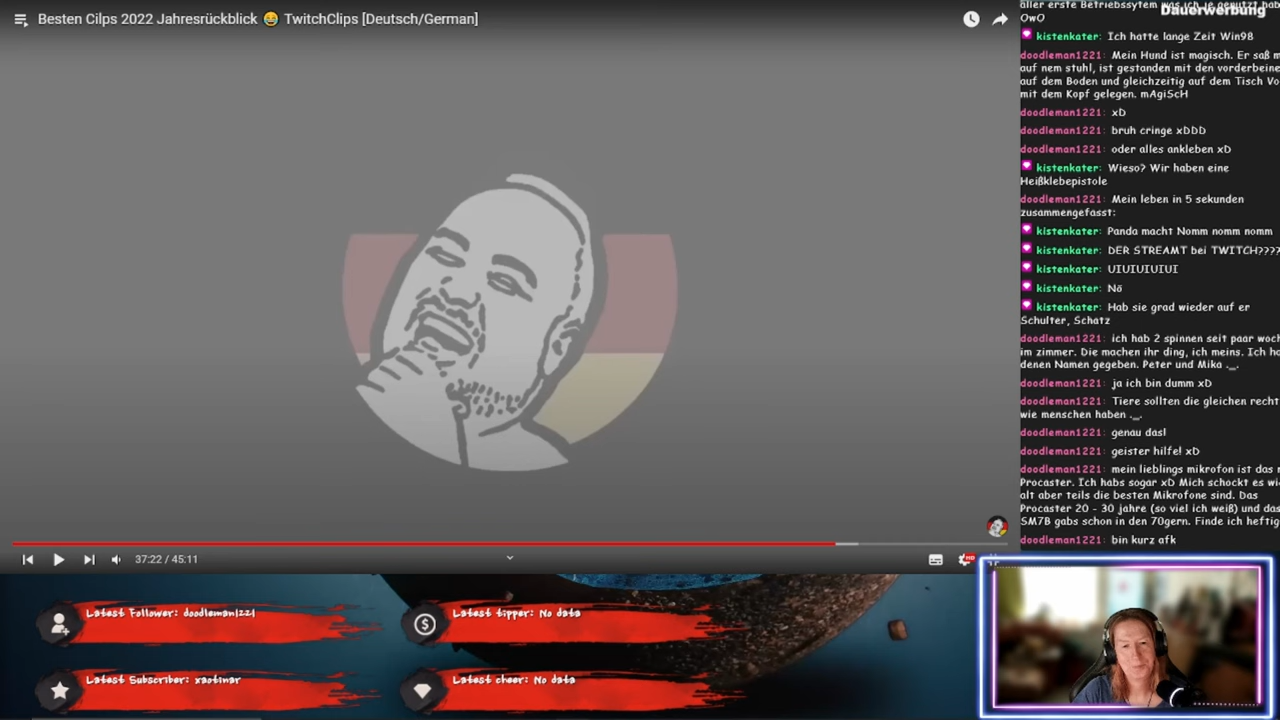 Besten Cilps 2022 Jahresrückblick 😂 TwitchClips [Deutsch/German]
aller erste Betriebssytem was ich je genutzt hab
Dauerwerbung
OwO
kistenkater: Ich hatte lange Zeit Win98
doodleman1221: Mein Hund ist magisch. Er saß m
auf nem stuhl, ist gestanden mit den vorderbeine
auf dem Boden und gleichzeitig auf dem Tisch Vo
mit dem Kopf gelegen. mAgiScH
doodleman1221: xD
doodleman1221: bruh cringe xDDD
doodleman1221: oder alles ankleben xD
kistenkater: Wieso? Wir haben eine
Heißklebepistole
doodleman1221: Mein leben in 5 sekunden
zusammengefasst:
kistenkater: Panda macht Nomm nomm nomm
kistenkater: DER STREAMT bei TWITCH????
kistenkater: UIUIUIUIUI
kistenkater: Nö
kistenkater: Hab sie grad wieder auf er
Schulter, Schatz
doodleman1221: ich hab 2 spinnen seit paar woch
im zimmer. Die machen ihr ding, ich meins. Ich ha
denen Namen gegeben. Peter und Mika ._.
doodleman1221: ja ich bin dumm xD
doodleman1221: Tiere sollten die gleichen recht
wie menschen haben ._.
doodleman1221: genau das!
doodleman1221: geister hilfe! xD
doodleman1221: mein lieblings mikrofon ist das
Procaster. Ich habs sogar xD Mich schockt es wi
alt aber teils die besten Mikrofone sind. Das
Procaster 20 - 30 jahre (so viel ich weiß) und das
SM7B gabs schon in den 70gern. Finde ich heftig
doodleman1221: bin kurz afk
37:22 / 45:11
HD
Latest Follower: doodleman1221
Latest tipper: No data
Latest Subscriber: xaotinar
Latest cheer: No data